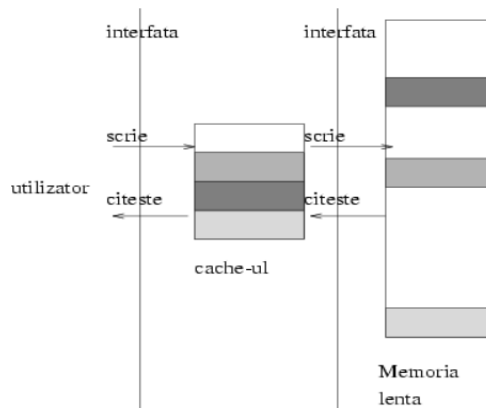 interfata
interfata
scrie
scrie
utilizator
citeste
citeste
cache-ul
Memoria
lenta